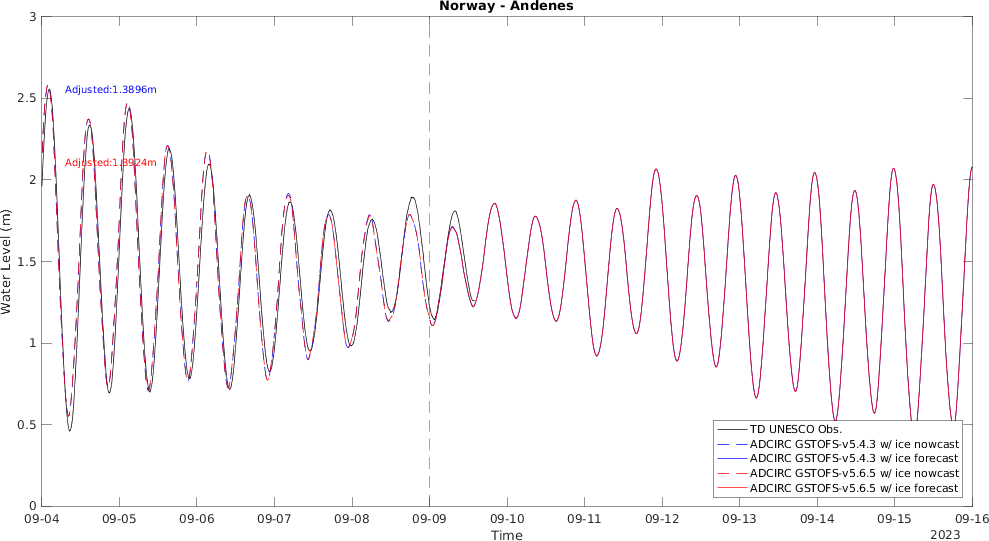 Norway - Andenes
3
2.5
2
1.5
1
0.5
0
Water Level (m)
Adjusted:1.3896m
Adjusted:1.3924m
TD UNESCO Obs.
ADCIRC GSTOFS-v5.4.3 w/ ice nowcast
ADCIRC GSTOFS-v5.4.3 w/ ice forecast
ADCIRC GSTOFS-v5.6.5 w/ ice nowcast
ADCIRC GSTOFS-v5.6.5 w/ ice forecast
09-04 09-05 09-06 09-07 09-08 09-09 09-10 09-11 09-12 09-13 09-14 09-15 09-16
Time
2023